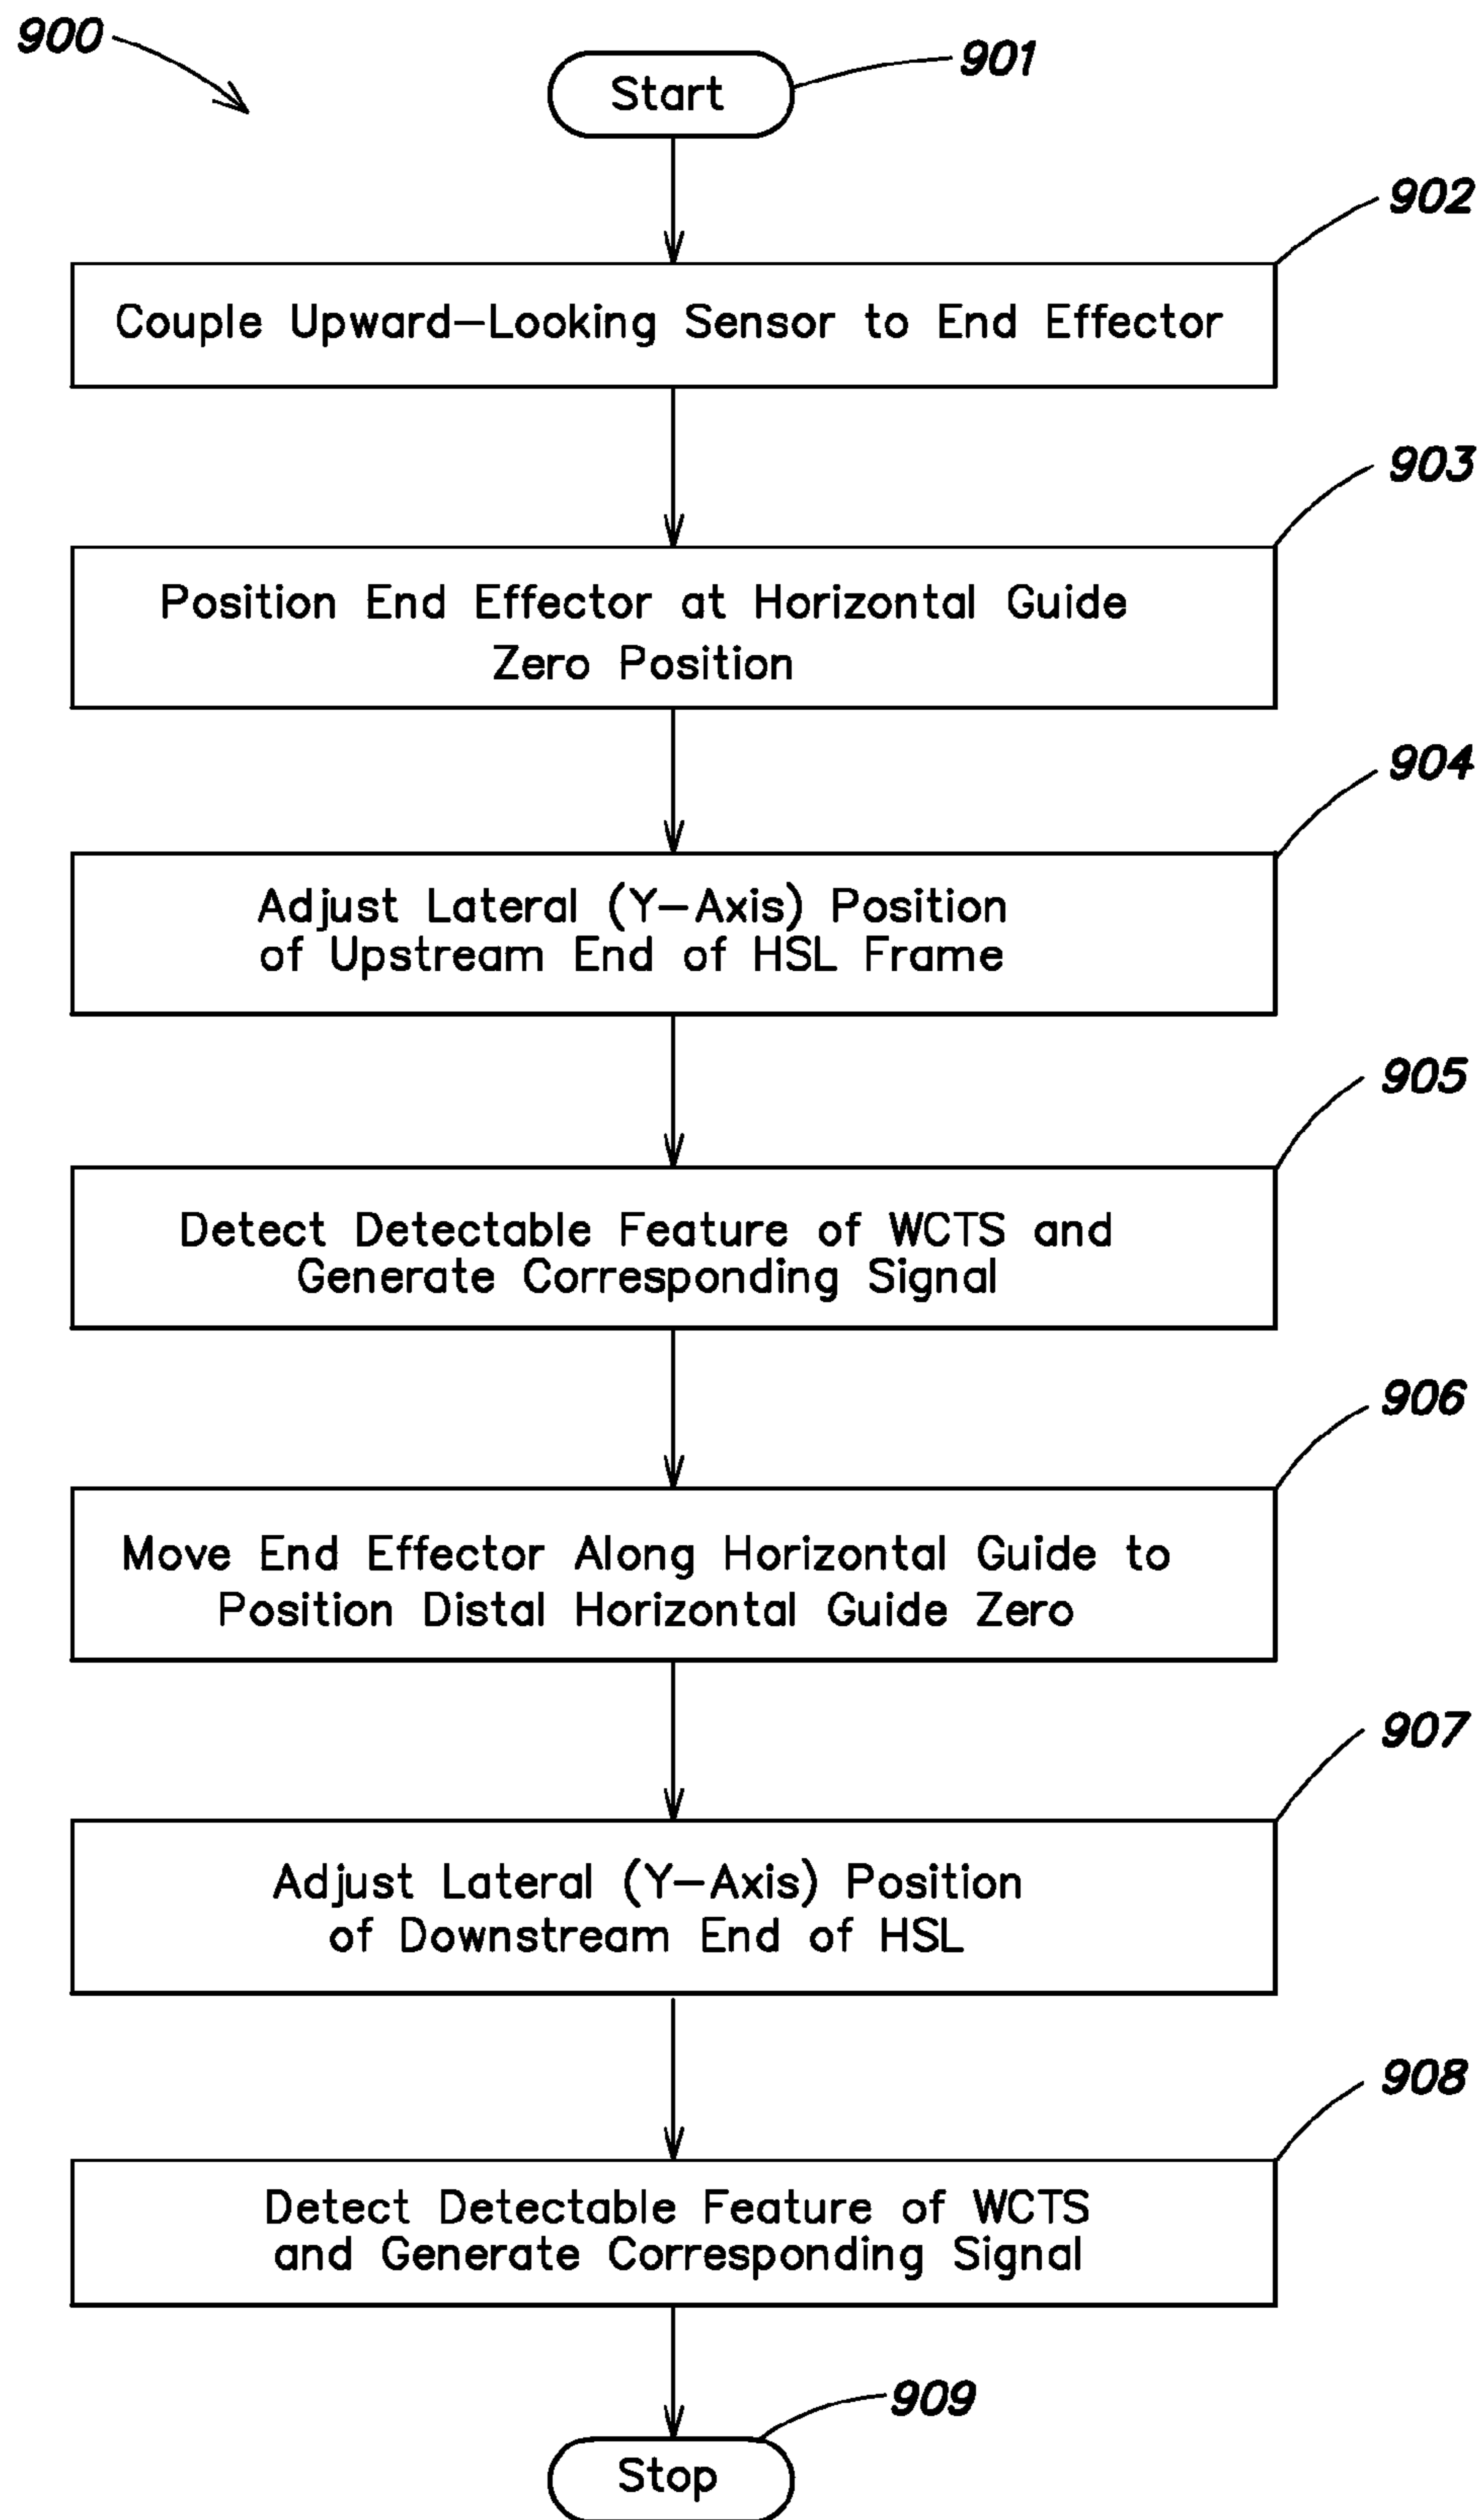 900
Start
901
902
Couple Upward-Looking Sensor to End Effector
903
Position End Effector at Horizontal Guide
Zero Position
904
Adjust Lateral (Y-Axis) Position
of Upstream End of HSL Frame
905
Detect Detectable Feature of WCTS and
Generate Corresponding Signal
906
Move End Effector Along Horizontal Guide to
Position Distal Horizontal Guide Zero
907
Adjust Lateral (Y-Axis) Position
of Downstream End of HSL
908
Detect Detectable Feature of WCTS
and Generate Corresponding Signal
909
Stop